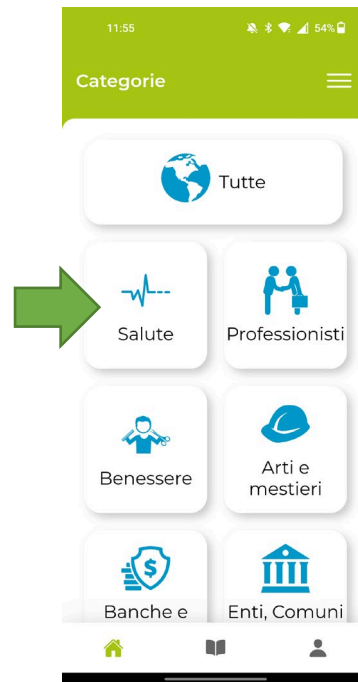 11:55 54%
Categorie
Tutte
Salute Professionisti
Benessere Arti e
mestieri
Banche e Enti, Comuni